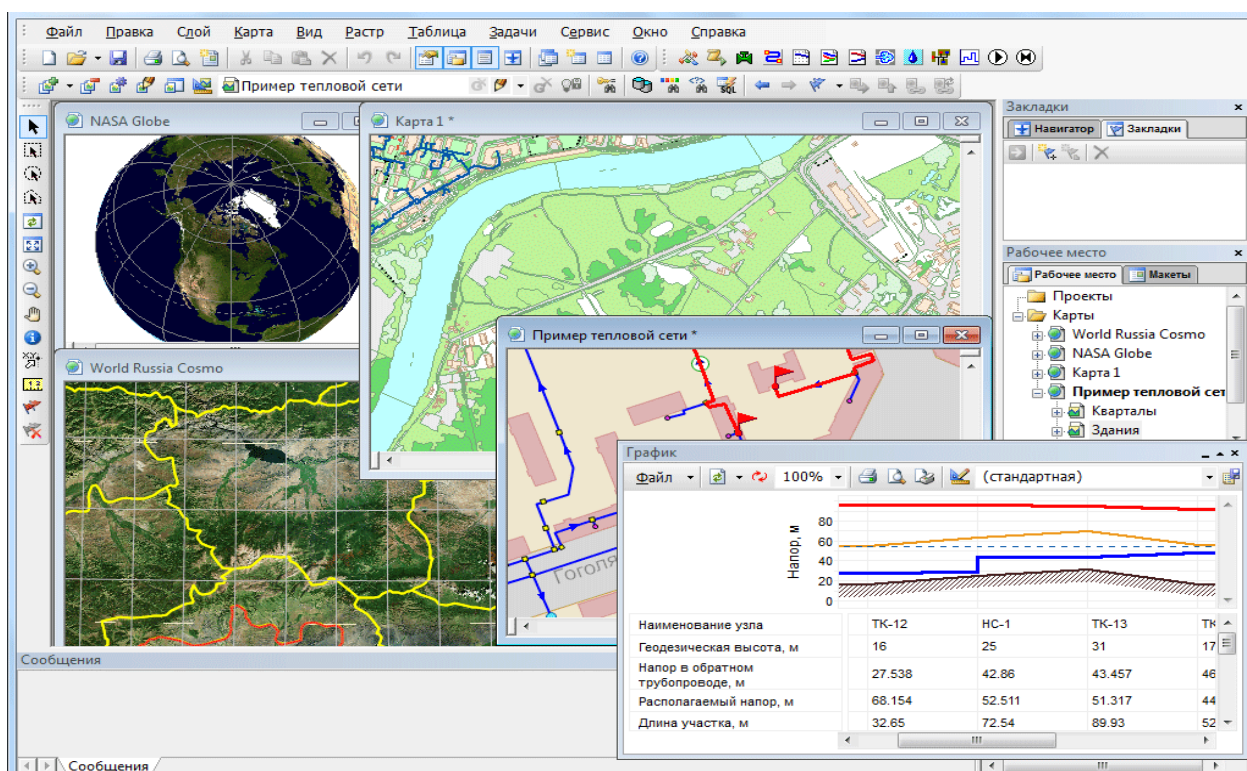 Файл Правка Слой Карта Вид Растр Таблица Задачи Сервис Окно Справка
Пример тепловой сети
SQL
NASA Globe
Карта 1 *
World Russia Cosmo
Пример тепловой сети *
Гоголя
Закладки
Навигатор Закладки
Рабочее место
Рабочее место Макеты
Проекты
Карты
World Russia Cosmo
NASA Globe
Карта 1
Пример тепловой сет
Кварталы
Здания
График
Файл 100% (стандартная)
Напор, м
80
60
40
20
0
Наименование узла ТК-12 НС-1 ТК-13 ТК
Геодезическая высота, м 16 25 31 17
Напор в обратном
трубопроводе, м 27.538 42.86 43.457 46
Располагаемый напор, м 68.154 52.511 51.317 44
Длина участка, м 32.65 72.54 89.93 52
Сообщения
Сообщения